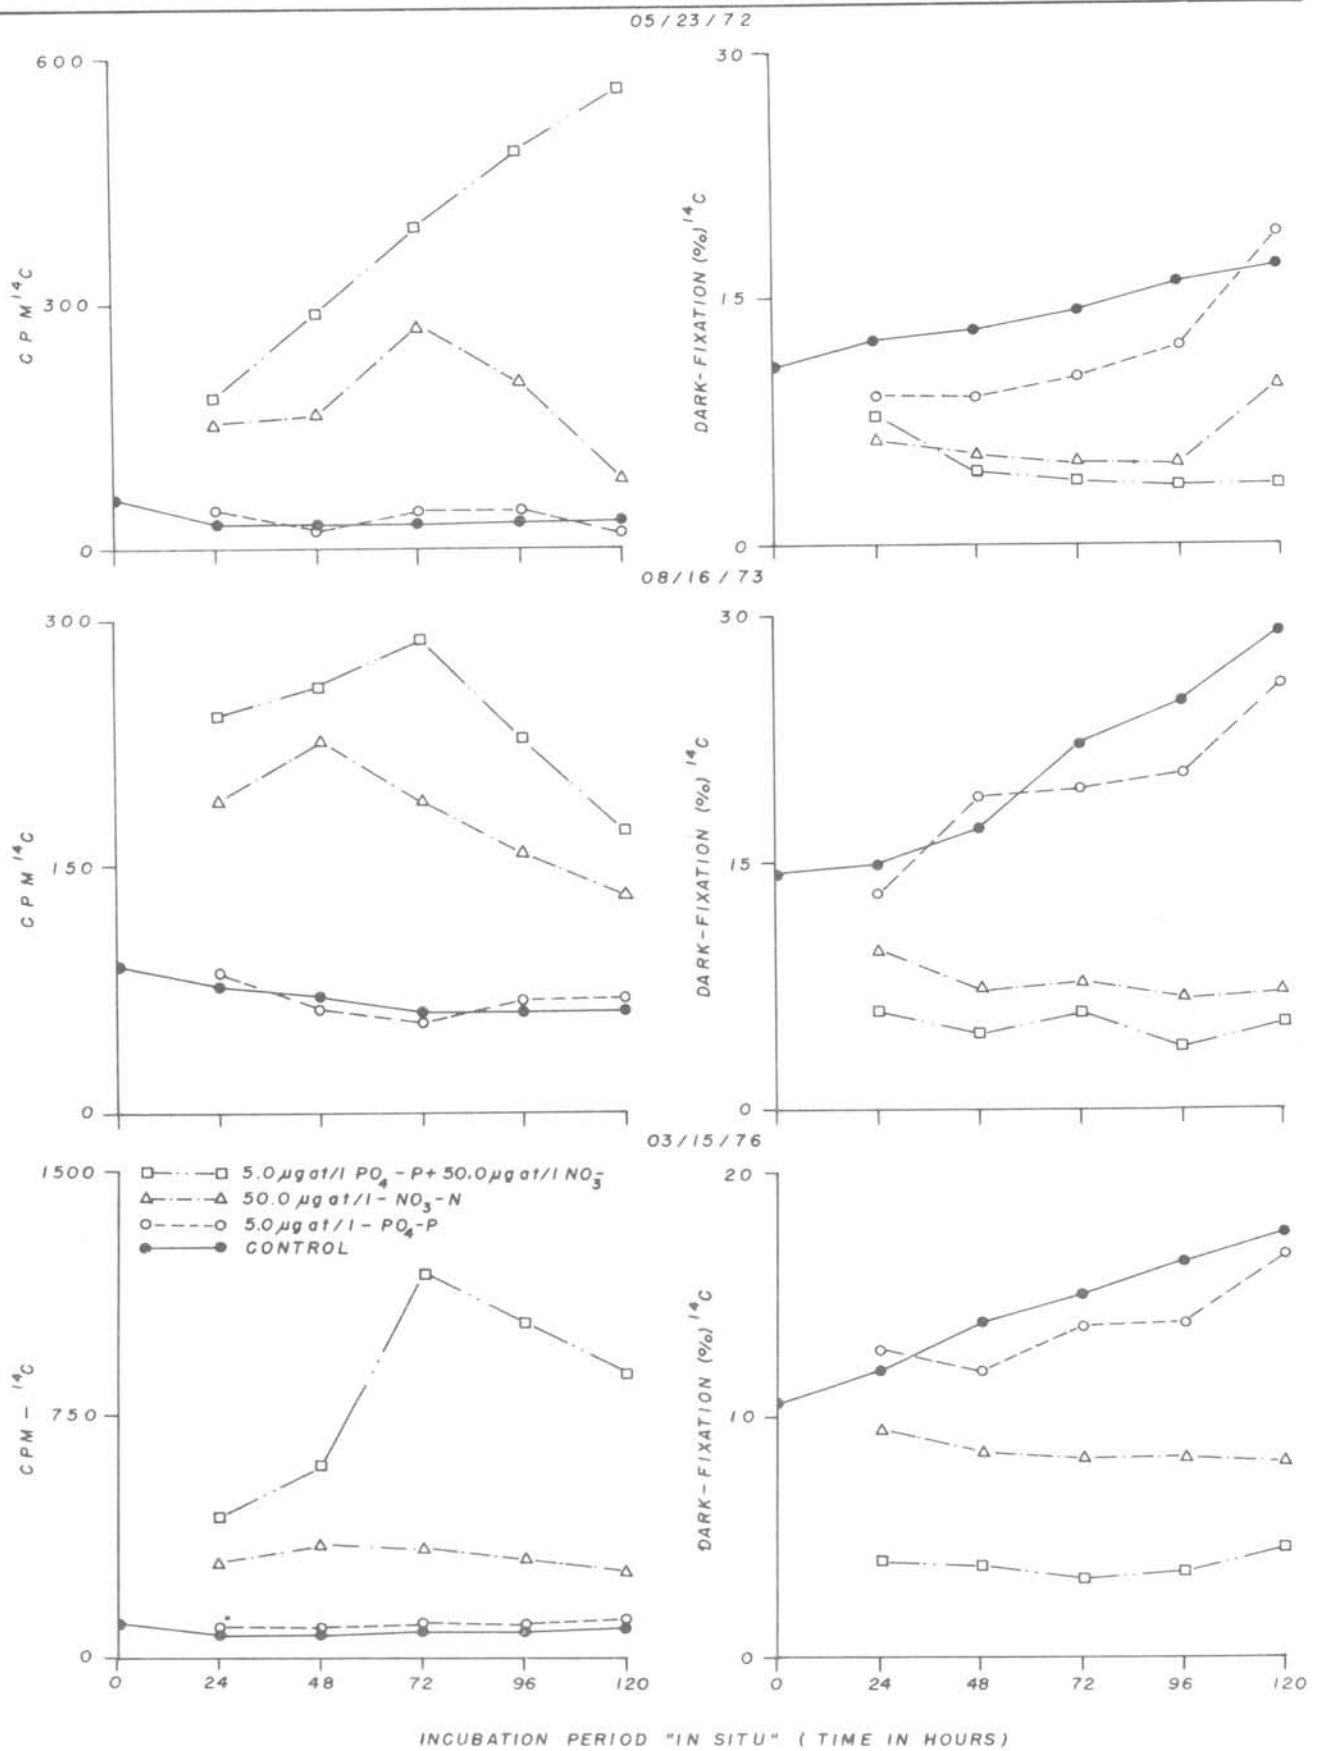 05/23/72
600
300
0
CPM ¹⁴C
30
15
0
DARK-FIXATION (%) ¹⁴C
08/16/73
300
150
0
CPM ¹⁴C
30
15
0
DARK-FIXATION (%) ¹⁴C
03/15/76
1500
750
0
CPM - ¹⁴C
5.0 µg at/l PO₄-P + 50.0 µg at/l NO₃⁻
50.0 µg at/l - NO₃-N
5.0 µg at/l - PO₄-P
CONTROL
0 24 48 72 96 120
20
10
0
DARK-FIXATION (%) ¹⁴C
0 24 48 72 96 120
INCUBATION PERIOD "IN SITU" (TIME IN HOURS)